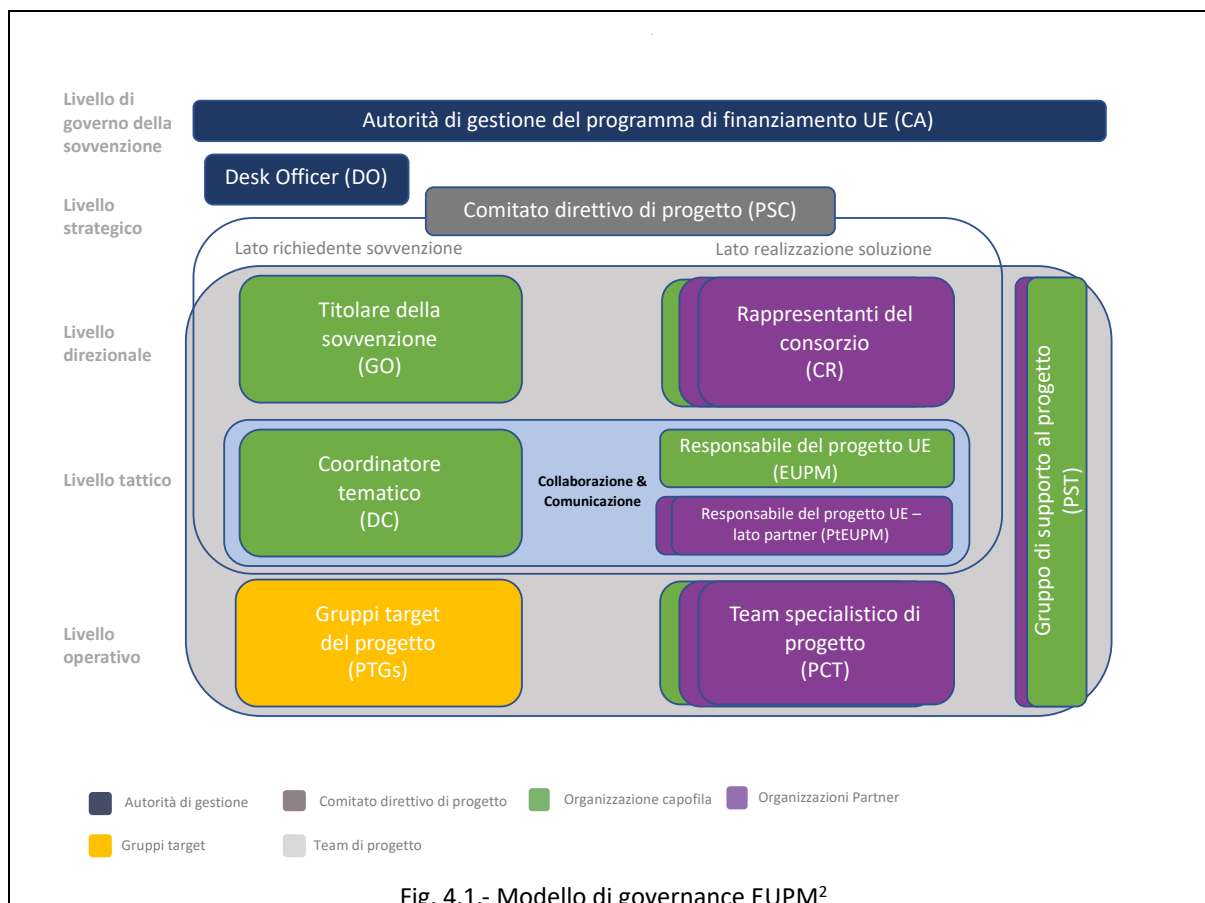 Livello di
governo della
sovvenzione
Autorità di gestione del programma di finanziamento UE (CA)
Desk Officer (DO)
Livello
strategico
Comitato direttivo di progetto (PSC)
Lato richiedente sovvenzione
Lato realizzazione soluzione
Livello
direzionale
Titolare della
sovvenzione
(GO)
Rappresentanti del
consorzio
(CR)
Livello tattico
Coordinatore
tematico
(DC)
Collaborazione &
Comunicazione
Responsabile del progetto UE
(EUPM)
Responsabile del progetto UE –
lato partner (PtEUPM)
Gruppo di supporto al progetto
(PST)
Livello
operativo
Gruppi target
del progetto
(PTGs)
Team specialistico di
progetto
(PCT)
Autorità di gestione
Comitato direttivo di progetto
Organizzazione capofila
Organizzazioni Partner
Gruppi target
Team di progetto
Fig. 4.1.- Modello di governance EUPM²